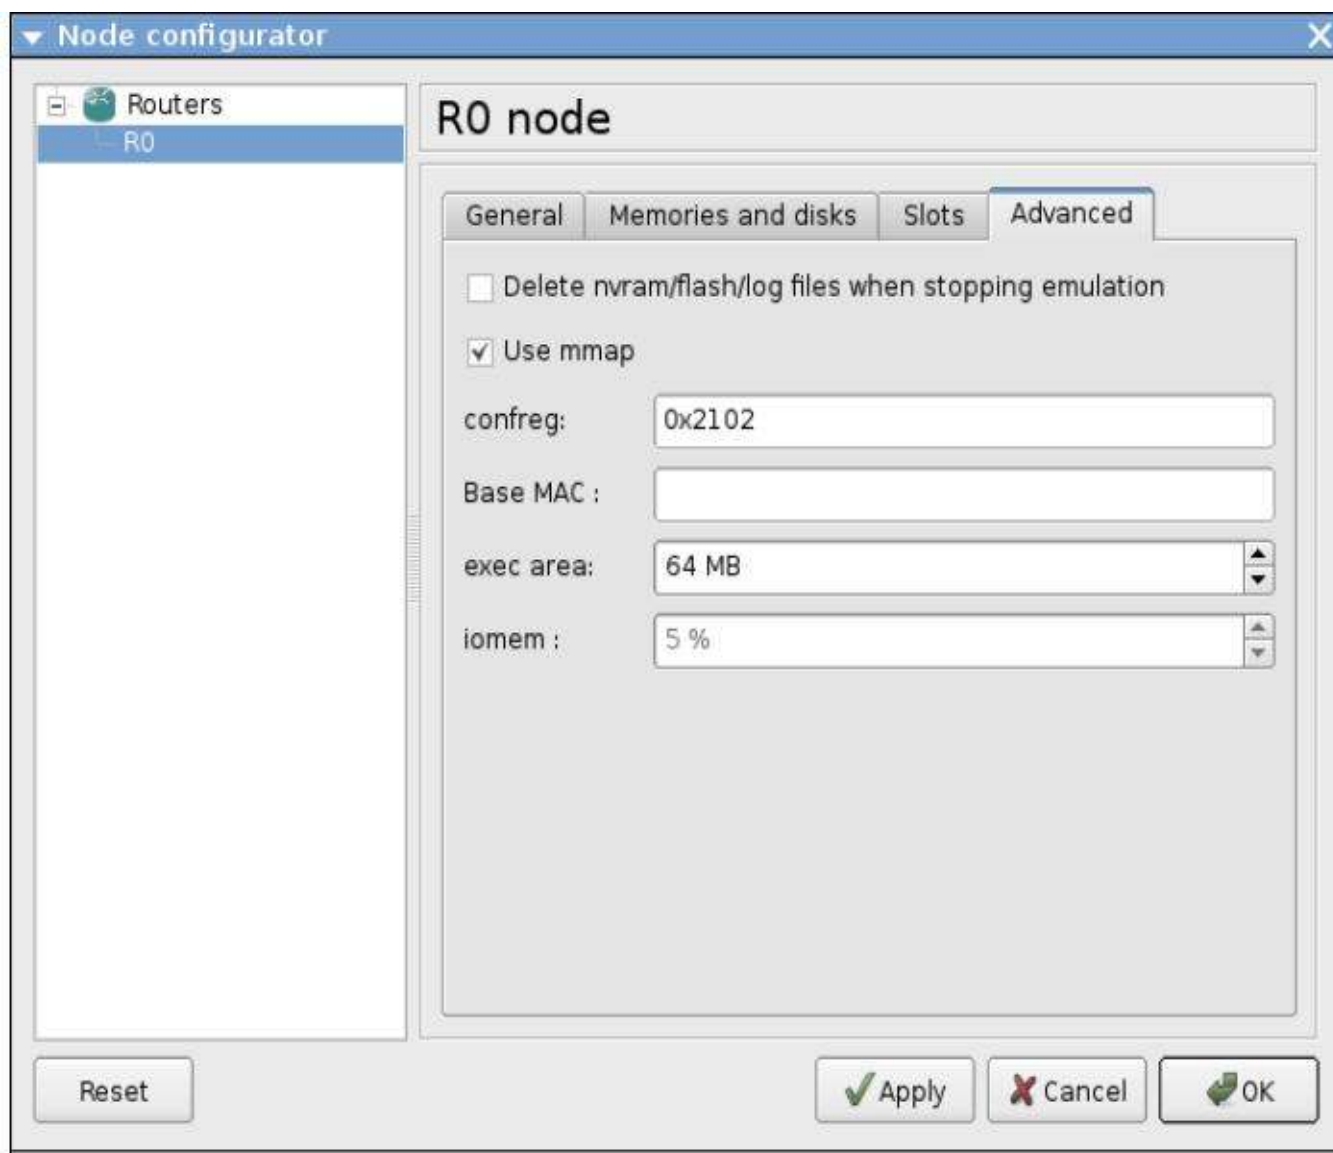 Node configurator
Routers
R0
R0 node
General Memories and disks Slots Advanced
Delete nvram/flash/log files when stopping emulation
Use mmap
confreg: 0x2102
Base MAC :
exec area: 64 MB
iomem : 5 %
Reset Apply Cancel OK